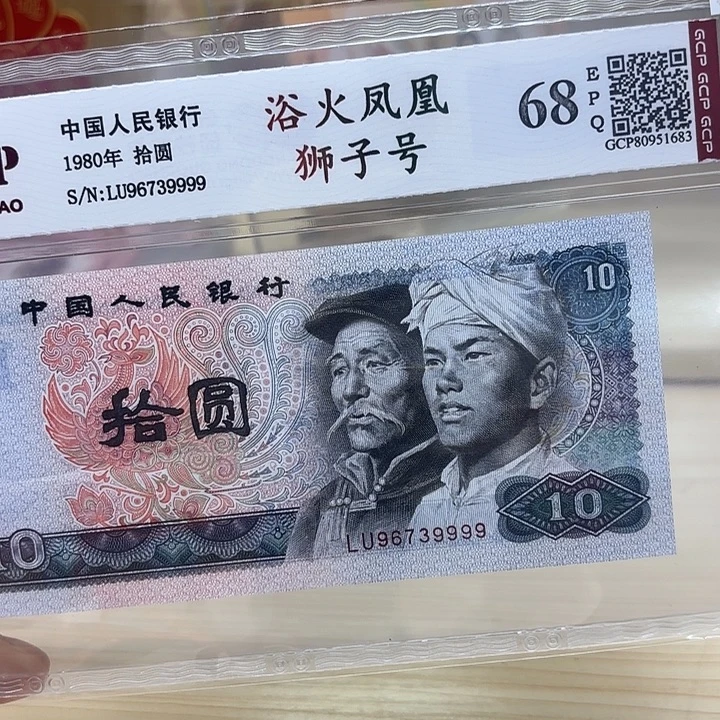 中国人民银行
1980年 拾圆
S/N:LU96739999
浴火凤凰
狮子号
68
EPQ
GCP80951683
GCP GCP GCP
P
AO
中国人民银行
10
拾圆
10
10
LU96739999